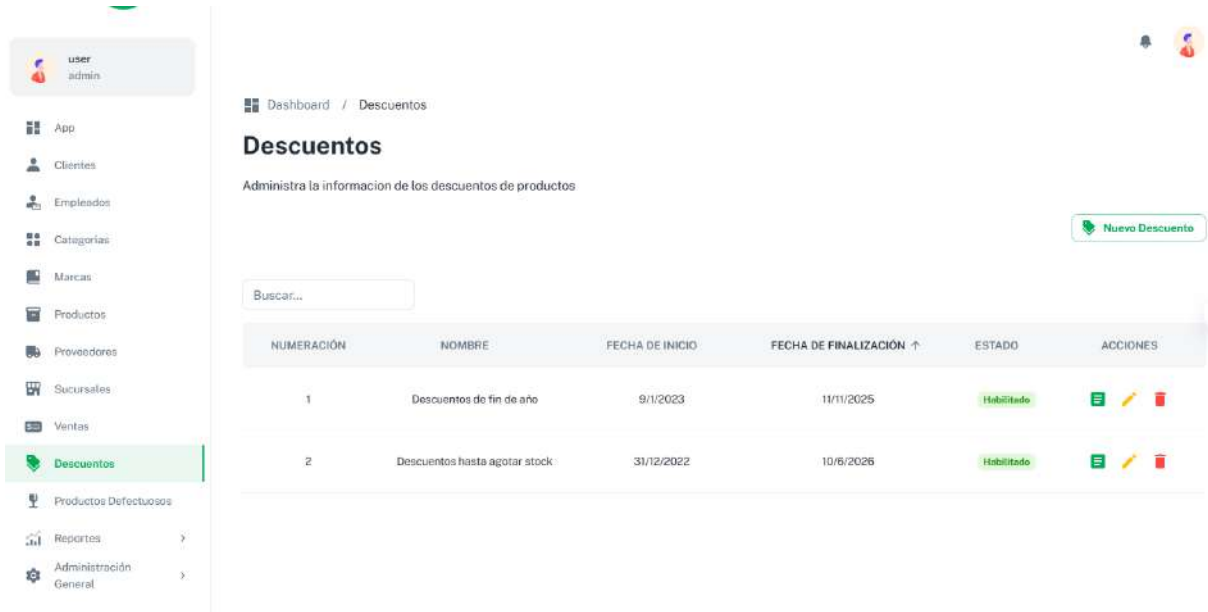 user
admin
App
Clientes
Empleados
Categorias
Marcas
Productos
Proveedores
Sucursales
Ventas
Descuentos
Productos Defectuosos
Reportes
Administración
General
Dashboard / Descuentos
Descuentos
Administra la informacion de los descuentos de productos
Nuevo Descuento
Buscar...
NUMERACIÓN NOMBRE FECHA DE INICIO FECHA DE FINALIZACIÓN ↑ ESTADO ACCIONES
1 Descuentos de fin de año 9/1/2023 11/11/2025 Habilitado
2 Descuentos hasta agotar stock 31/12/2022 10/6/2026 Habilitado